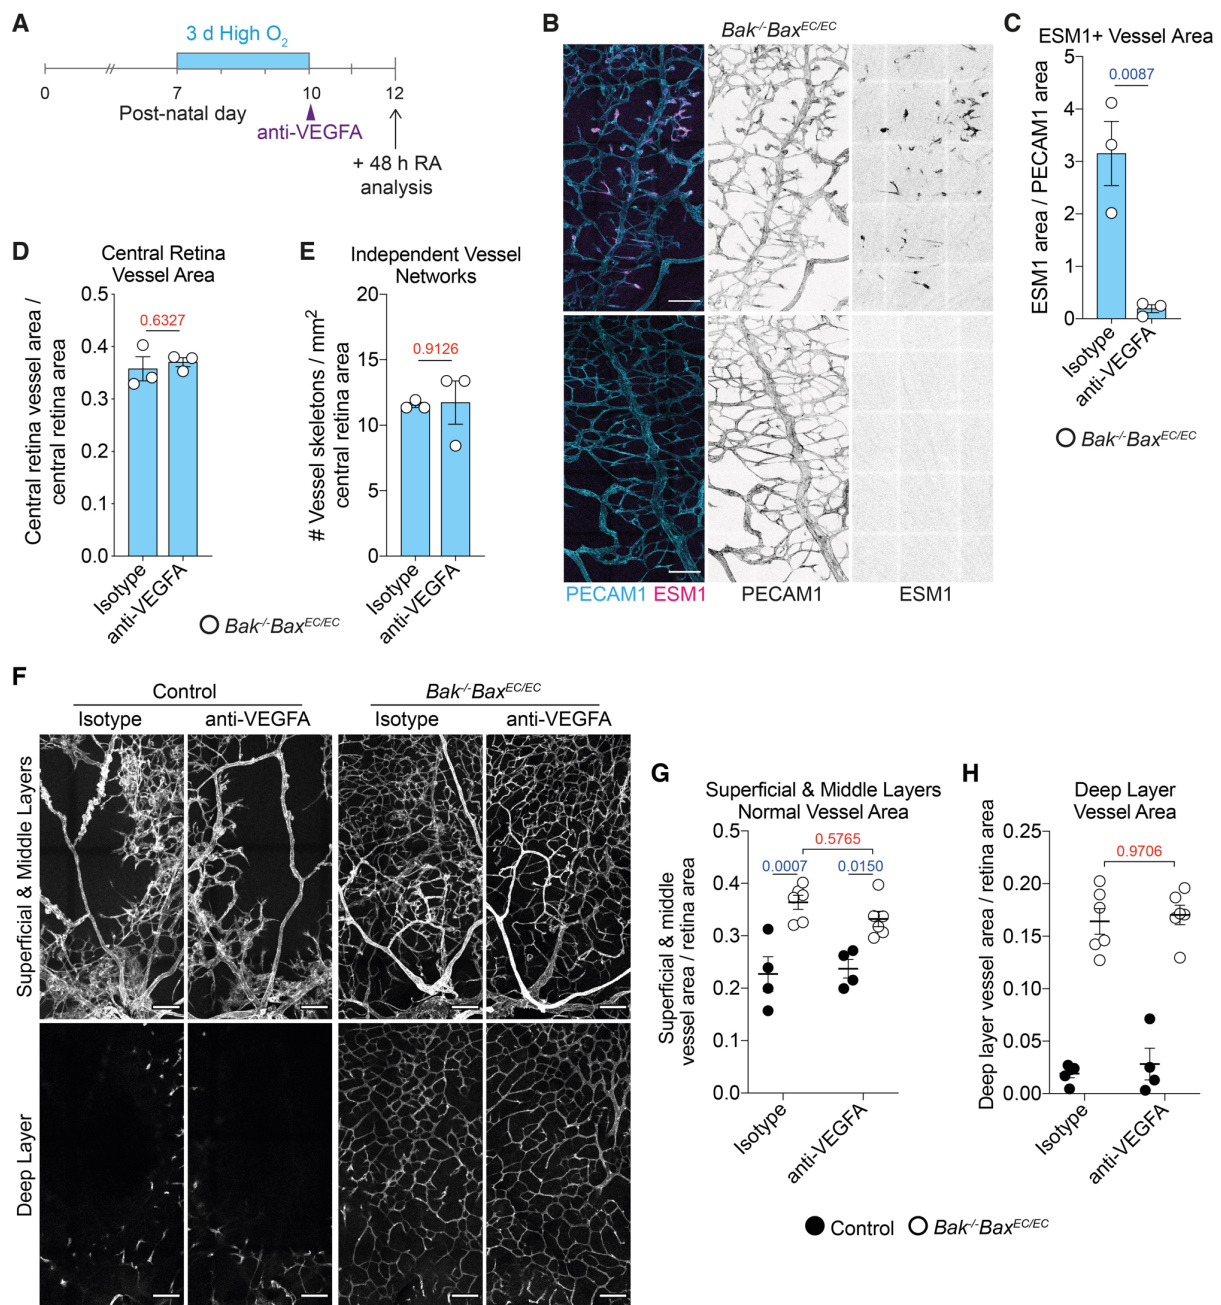 A
3 d High O2
0
7
10
12
Post-natal day
anti-VEGFA
+ 48 h RA
analysis
B
Bak-/-BaxEC/EC
PECAM1 ESM1
PECAM1
ESM1
C
ESM1+ Vessel Area
0.0087
ESM1 area / PECAM1 area
5
4
3
2
1
0
Isotype
anti-VEGFA
Bak-/-BaxEC/EC
D
Central Retina
Vessel Area
0.6327
Central retina vessel area /
central retina area
0.5
0.4
0.3
0.2
0.1
0.0
Isotype
anti-VEGFA
E
Independent Vessel
Networks
0.9126
# Vessel skeletons / mm2
central retina area
20
15
10
5
0
Isotype
anti-VEGFA
Bak-/-BaxEC/EC
F
Control
Bak-/-BaxEC/EC
Isotype
anti-VEGFA
Isotype
anti-VEGFA
Superficial & Middle Layers
Deep Layer
G
Superficial & Middle Layers
Normal Vessel Area
0.5765
0.0007
0.0150
Superficial & middle
vessel area / retina area
0.5
0.4
0.3
0.2
0.1
0.0
Isotype
anti-VEGFA
H
Deep Layer
Vessel Area
0.9706
Deep layer vessel area / retina area
0.25
0.20
0.15
0.10
0.05
0.00
Isotype
anti-VEGFA
Control
Bak-/-BaxEC/EC